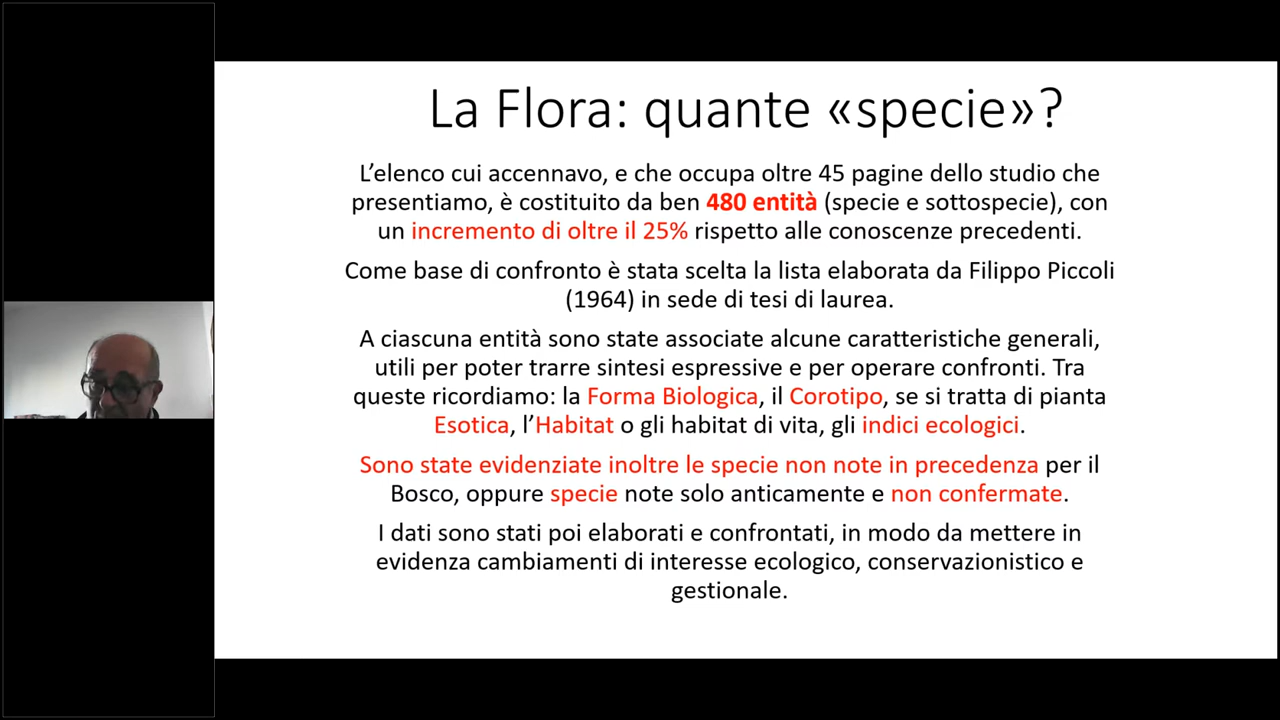 La Flora: quante «specie»?
L’elenco cui accennavo, e che occupa oltre 45 pagine dello studio che
presentiamo, è costituito da ben 480 entità (specie e sottospecie), con
un incremento di oltre il 25% rispetto alle conoscenze precedenti.
Come base di confronto è stata scelta la lista elaborata da Filippo Piccoli
(1964) in sede di tesi di laurea.
A ciascuna entità sono state associate alcune caratteristiche generali,
utili per poter trarre sintesi espressive e per operare confronti. Tra
queste ricordiamo: la Forma Biologica, il Corotipo, se si tratta di pianta
Esotica, l’Habitat o gli habitat di vita, gli indici ecologici.
Sono state evidenziate inoltre le specie non note in precedenza per il
Bosco, oppure specie note solo anticamente e non confermate.
I dati sono stati poi elaborati e confrontati, in modo da mettere in
evidenza cambiamenti di interesse ecologico, conservazionistico e
gestionale.